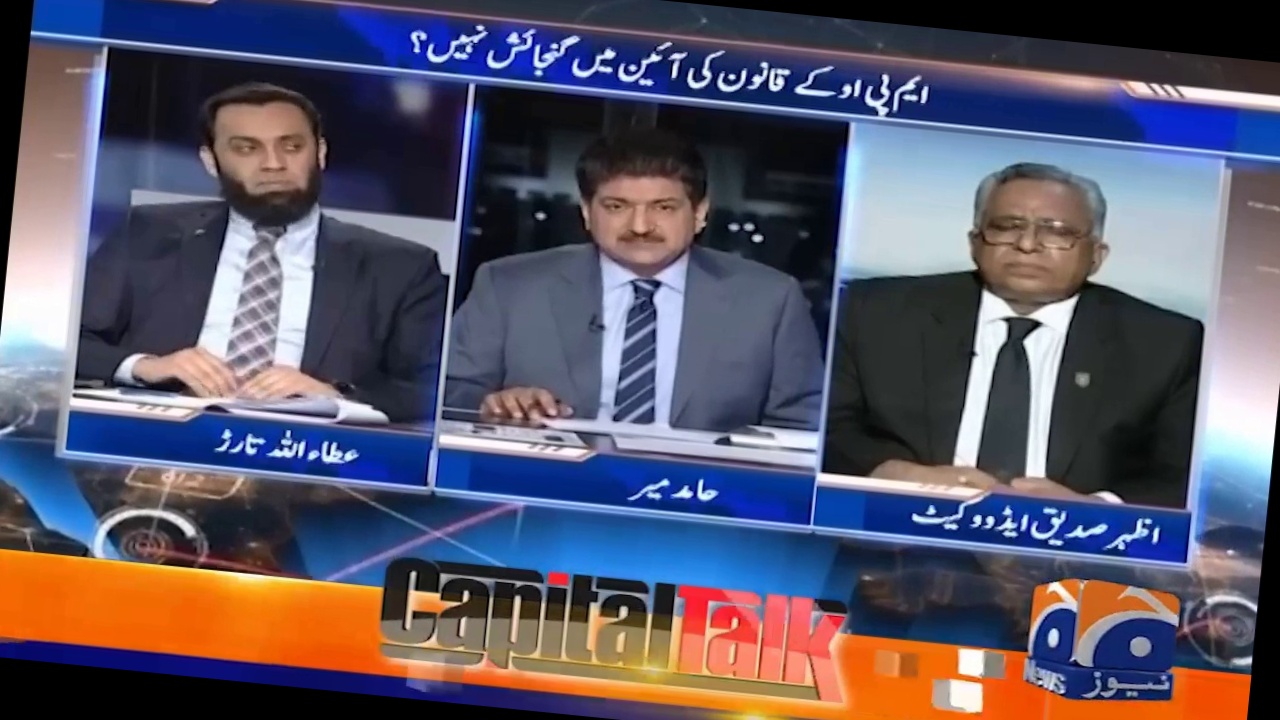 ایم پی او کے قانون کی آئین میں گنجائش نہیں؟
عطاء اللہ تارڑ
حامد میر
اظہر صدیق ایڈووکیٹ
Capital Talk
جیو
News نیوز